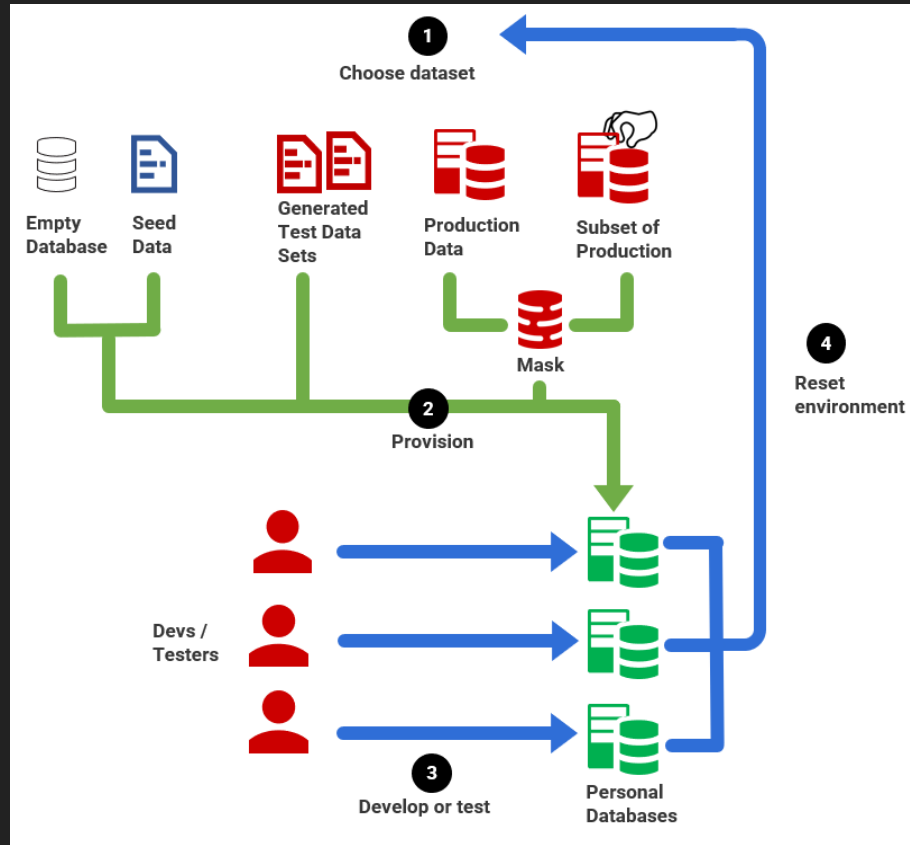 1
Choose dataset
Empty
Database
Seed
Data
Generated
Test Data
Sets
Production
Data
Subset of
Production
Mask
4
Reset
environment
2
Provision
Devs /
Testers
3
Develop or test
Personal
Databases